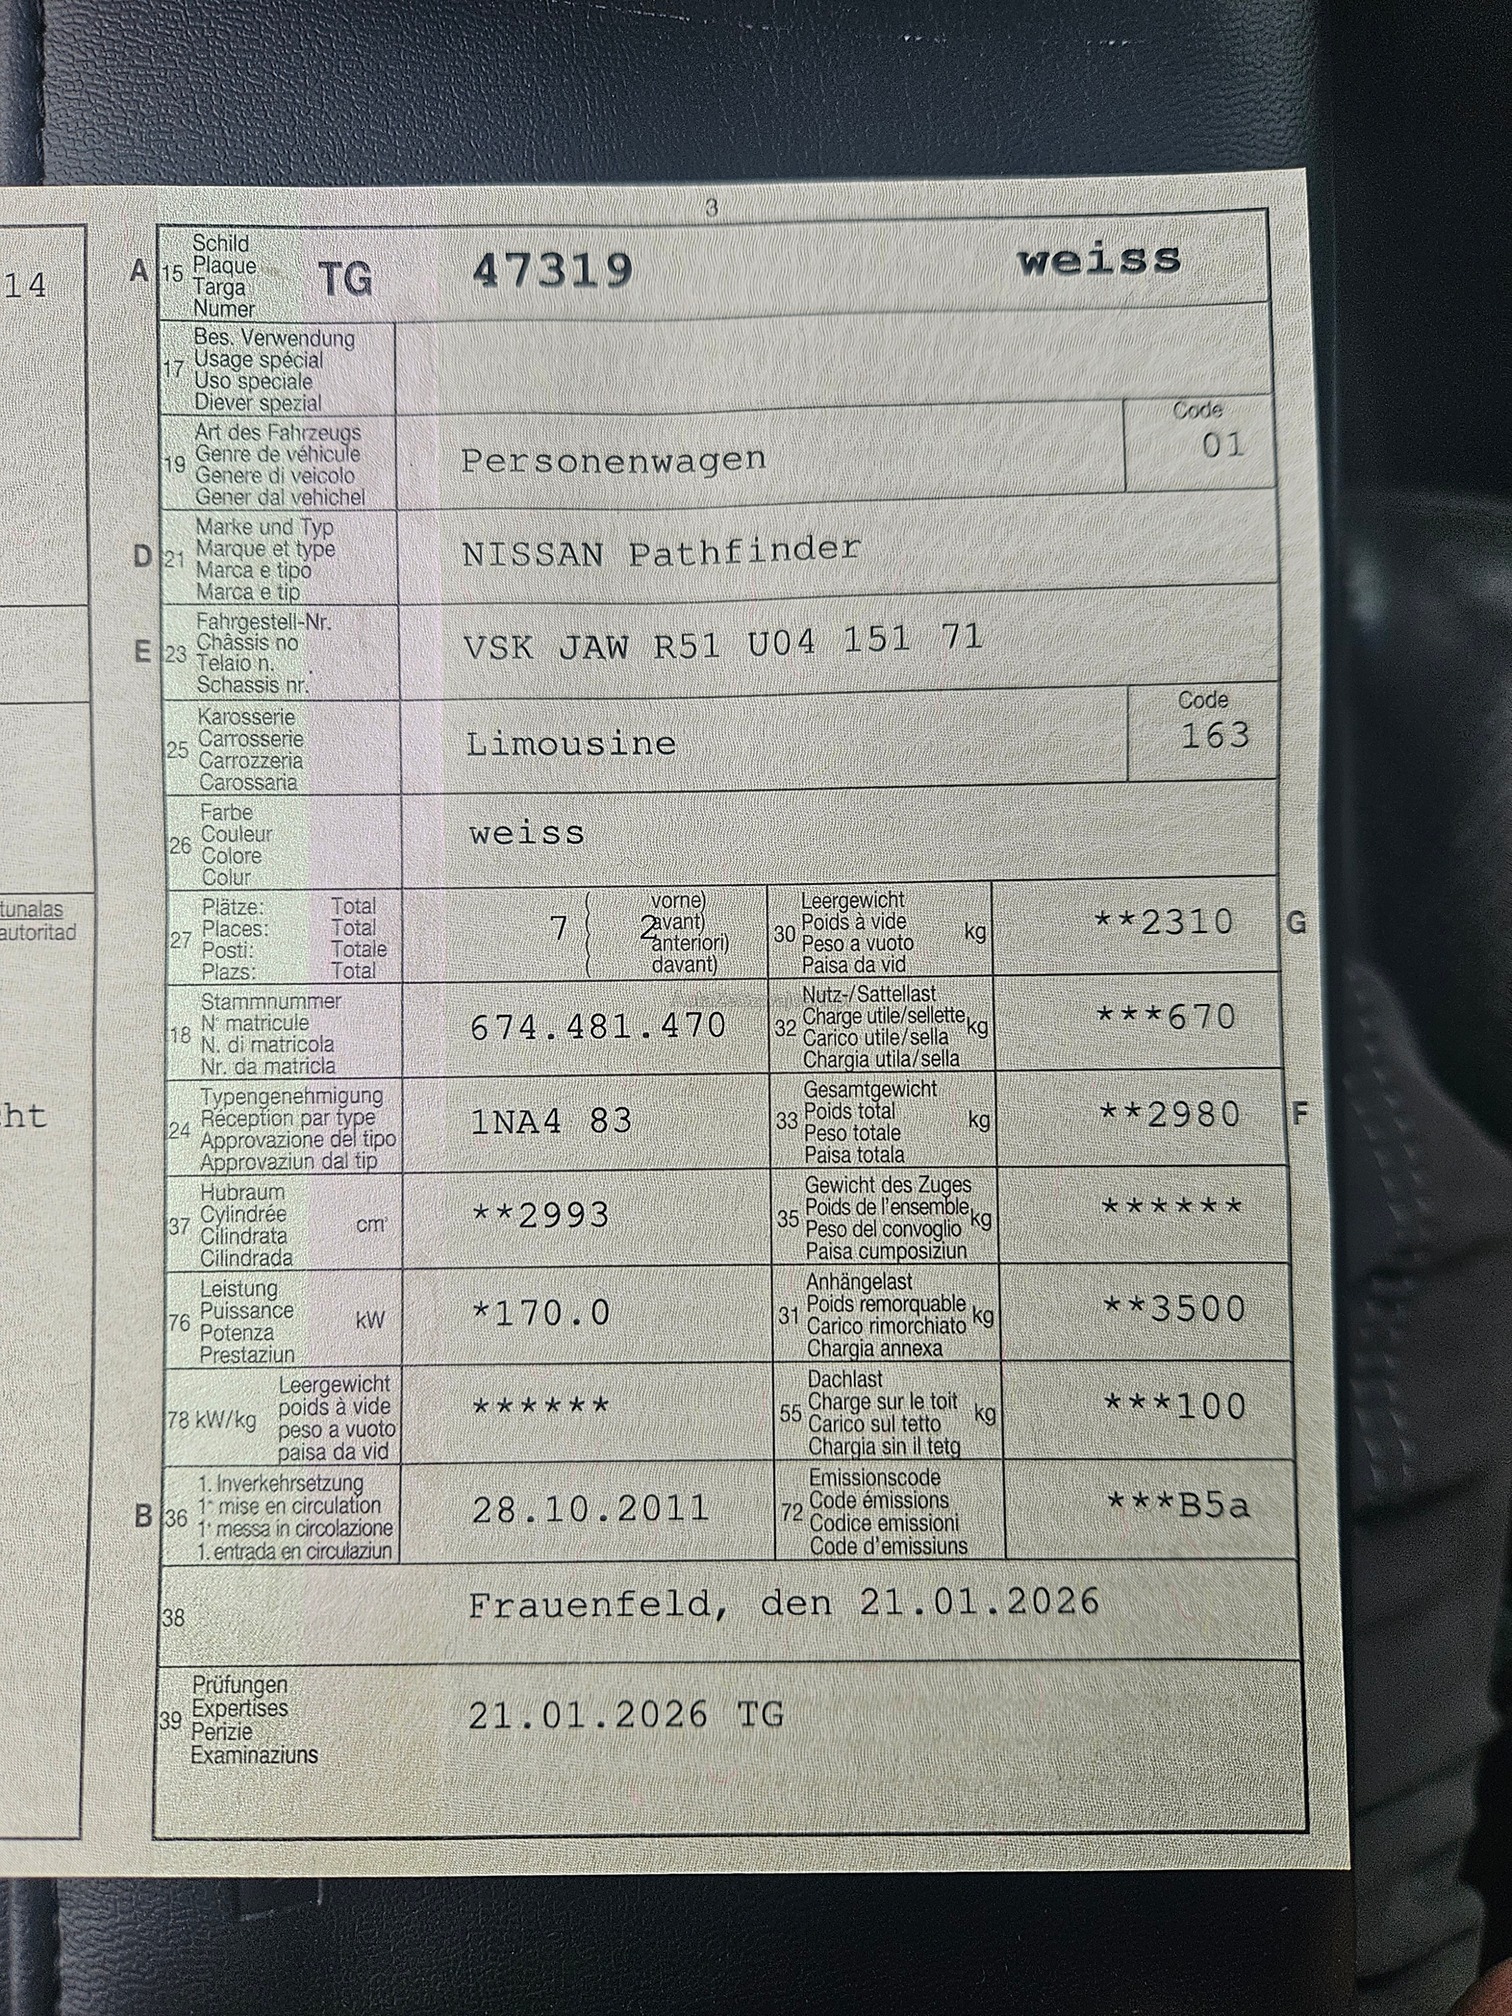 3
14
A 15 Schild
Plaque
Targa
Numer
TG 47319 weiss
17 Bes. Verwendung
Usage spécial
Uso speciale
Diever spezial
19 Art des Fahrzeugs
Genre de véhicule
Genere di veicolo
Gener dal vehichel
Personenwagen
Code
01
D 21 Marke und Typ
Marque et type
Marca e tipo
Marca e tip
NISSAN Pathfinder
E 23 Fahrgestell-Nr.
Châssis no
Telaio n.
Schassis nr.
VSK JAW R51 U04 151 71
25 Karosserie
Carrosserie
Carrozzeria
Carossaria
Limousine
Code
163
26 Farbe
Couleur
Colore
Colur
weiss
tunalas
autoritad
27 Plätze: Total
Places: Total
Posti: Totale
Plazs: Total
7 2
vorne)
avant)
anteriori)
davant)
30 Leergewicht
Poids à vide
Peso a vuoto
Paisa da vid
kg
**2310 G
18 Stammnummer
N° matricule
N. di matricola
Nr. da matricla
674.481.470
32 Nutz-/Sattellast
Charge utile/sellette
Carico utile/sella
Chargia utila/sella
kg
***670
ht
24 Typengenehmigung
Réception par type
Approvazione del tipo
Approvaziun dal tip
1NA4 83
33 Gesamtgewicht
Poids total
Peso totale
Paisa totala
kg
**2980 F
37 Hubraum
Cylindrée
Cilindrata
Cilindrada
cm³
**2993
35 Gewicht des Zuges
Poids de l'ensemble
Peso del convoglio
Paisa cumposiziun
kg
******
76 Leistung
Puissance
Potenza
Prestaziun
kW
*170.0
31 Anhängelast
Poids remorquable
Carico rimorchiato
Chargia annexa
kg
**3500
78 kW/kg
Leergewicht
poids à vide
peso a vuoto
paisa da vid
******
55 Dachlast
Charge sur le toit
Carico sul tetto
Chargia sin il tetg
kg
***100
B 36 1. Inverkehrsetzung
1° mise en circulation
1° messa in circolazione
1. entrada en circulaziun
28.10.2011
72 Emissionscode
Code émissions
Codice emissioni
Code d'emissiuns
***B5a
38 Frauenfeld, den 21.01.2026
39 Prüfungen
Expertises
Perizie
Examinaziuns
21.01.2026 TG